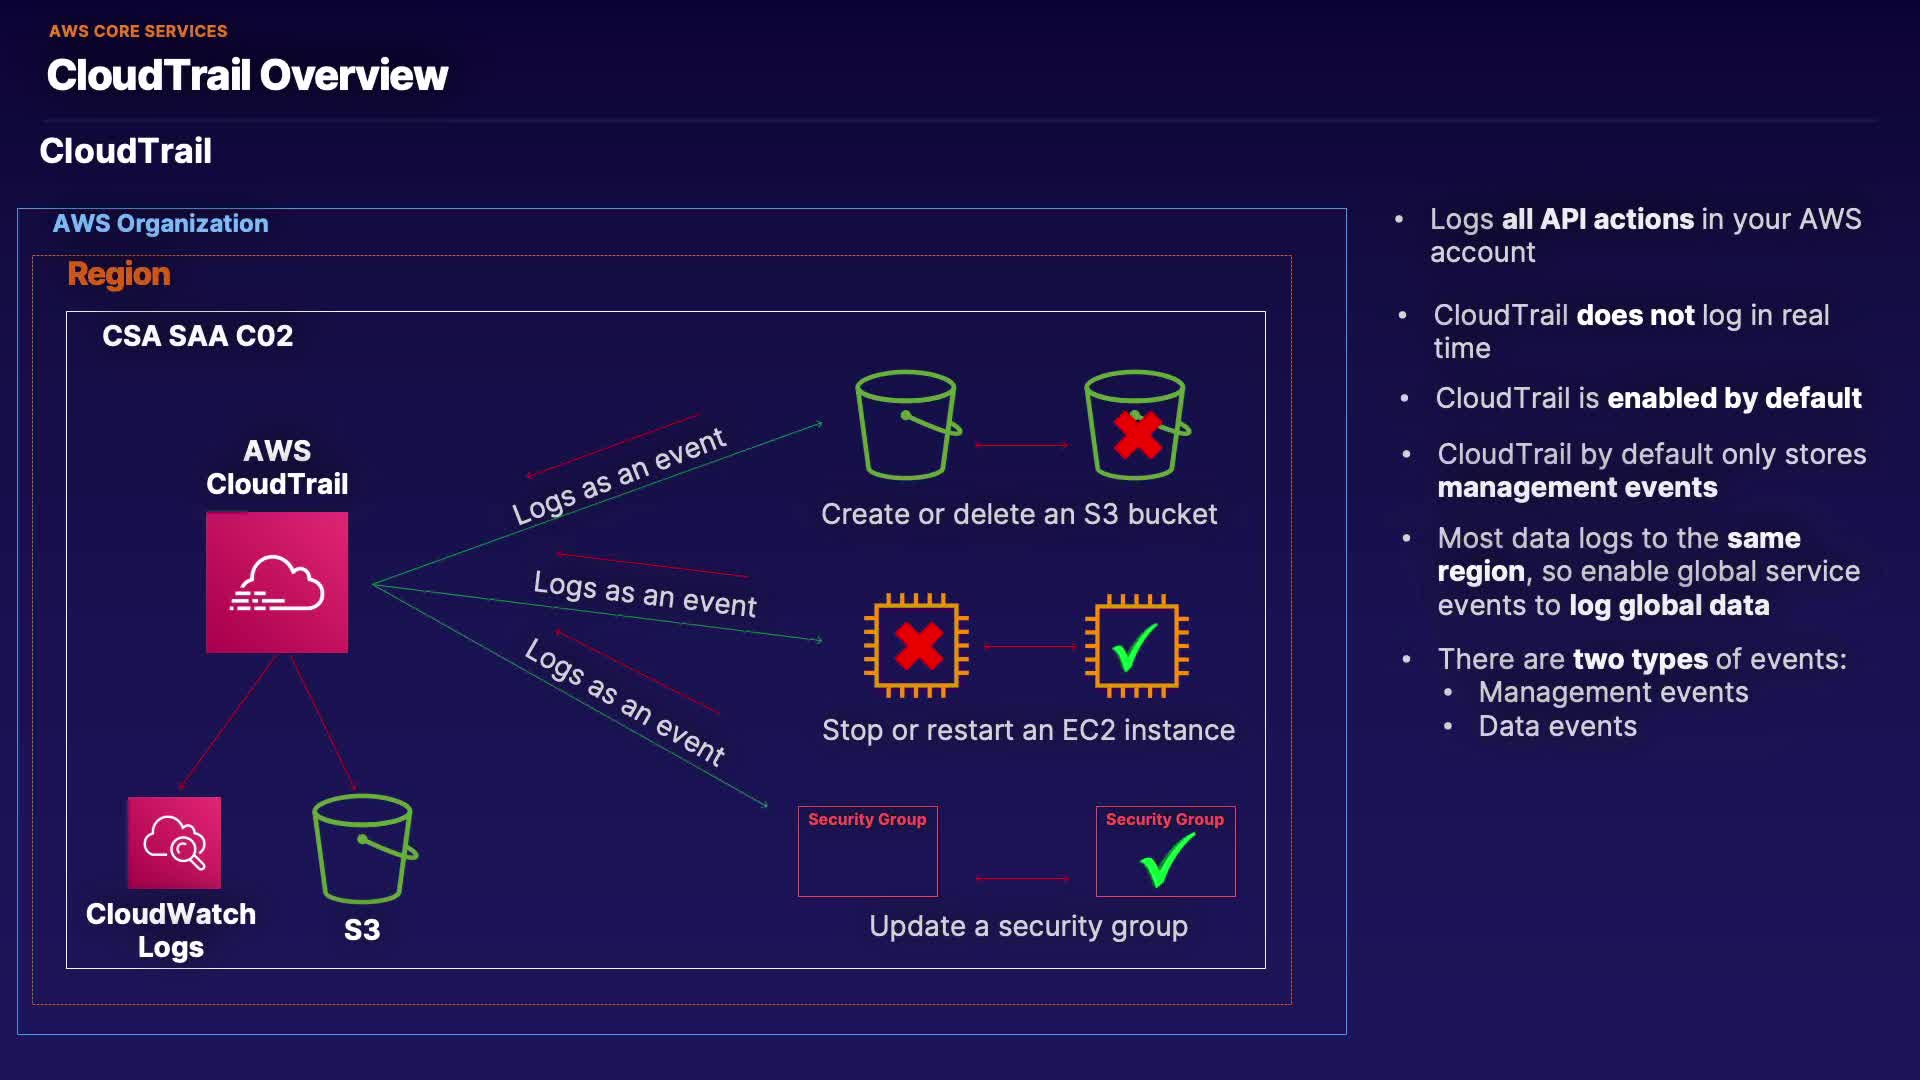 AWS CORE SERVICES
CloudTrail Overview
CloudTrail
AWS Organization
Region
CSA SAA C02
AWS
CloudTrail
Logs as an event
Logs as an event
Logs as an event
Create or delete an S3 bucket
Stop or restart an EC2 instance
Security Group
Security Group
Update a security group
CloudWatch
Logs
S3
• Logs all API actions in your AWS
account
• CloudTrail does not log in real
time
• CloudTrail is enabled by default
• CloudTrail by default only stores
management events
• Most data logs to the same
region, so enable global service
events to log global data
• There are two types of events:
• Management events
• Data events